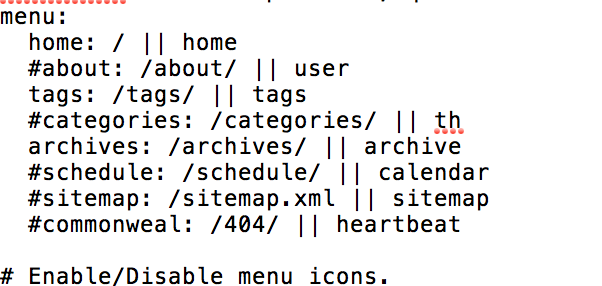 menu:
  home: / || home
  #about: /about/ || user
  tags: /tags/ || tags
  #categories: /categories/ || th
  archives: /archives/ || archive
  #schedule: /schedule/ || calendar
  #sitemap: /sitemap.xml || sitemap
  #commonweal: /404/ || heartbeat
# Enable/Disable menu icons.